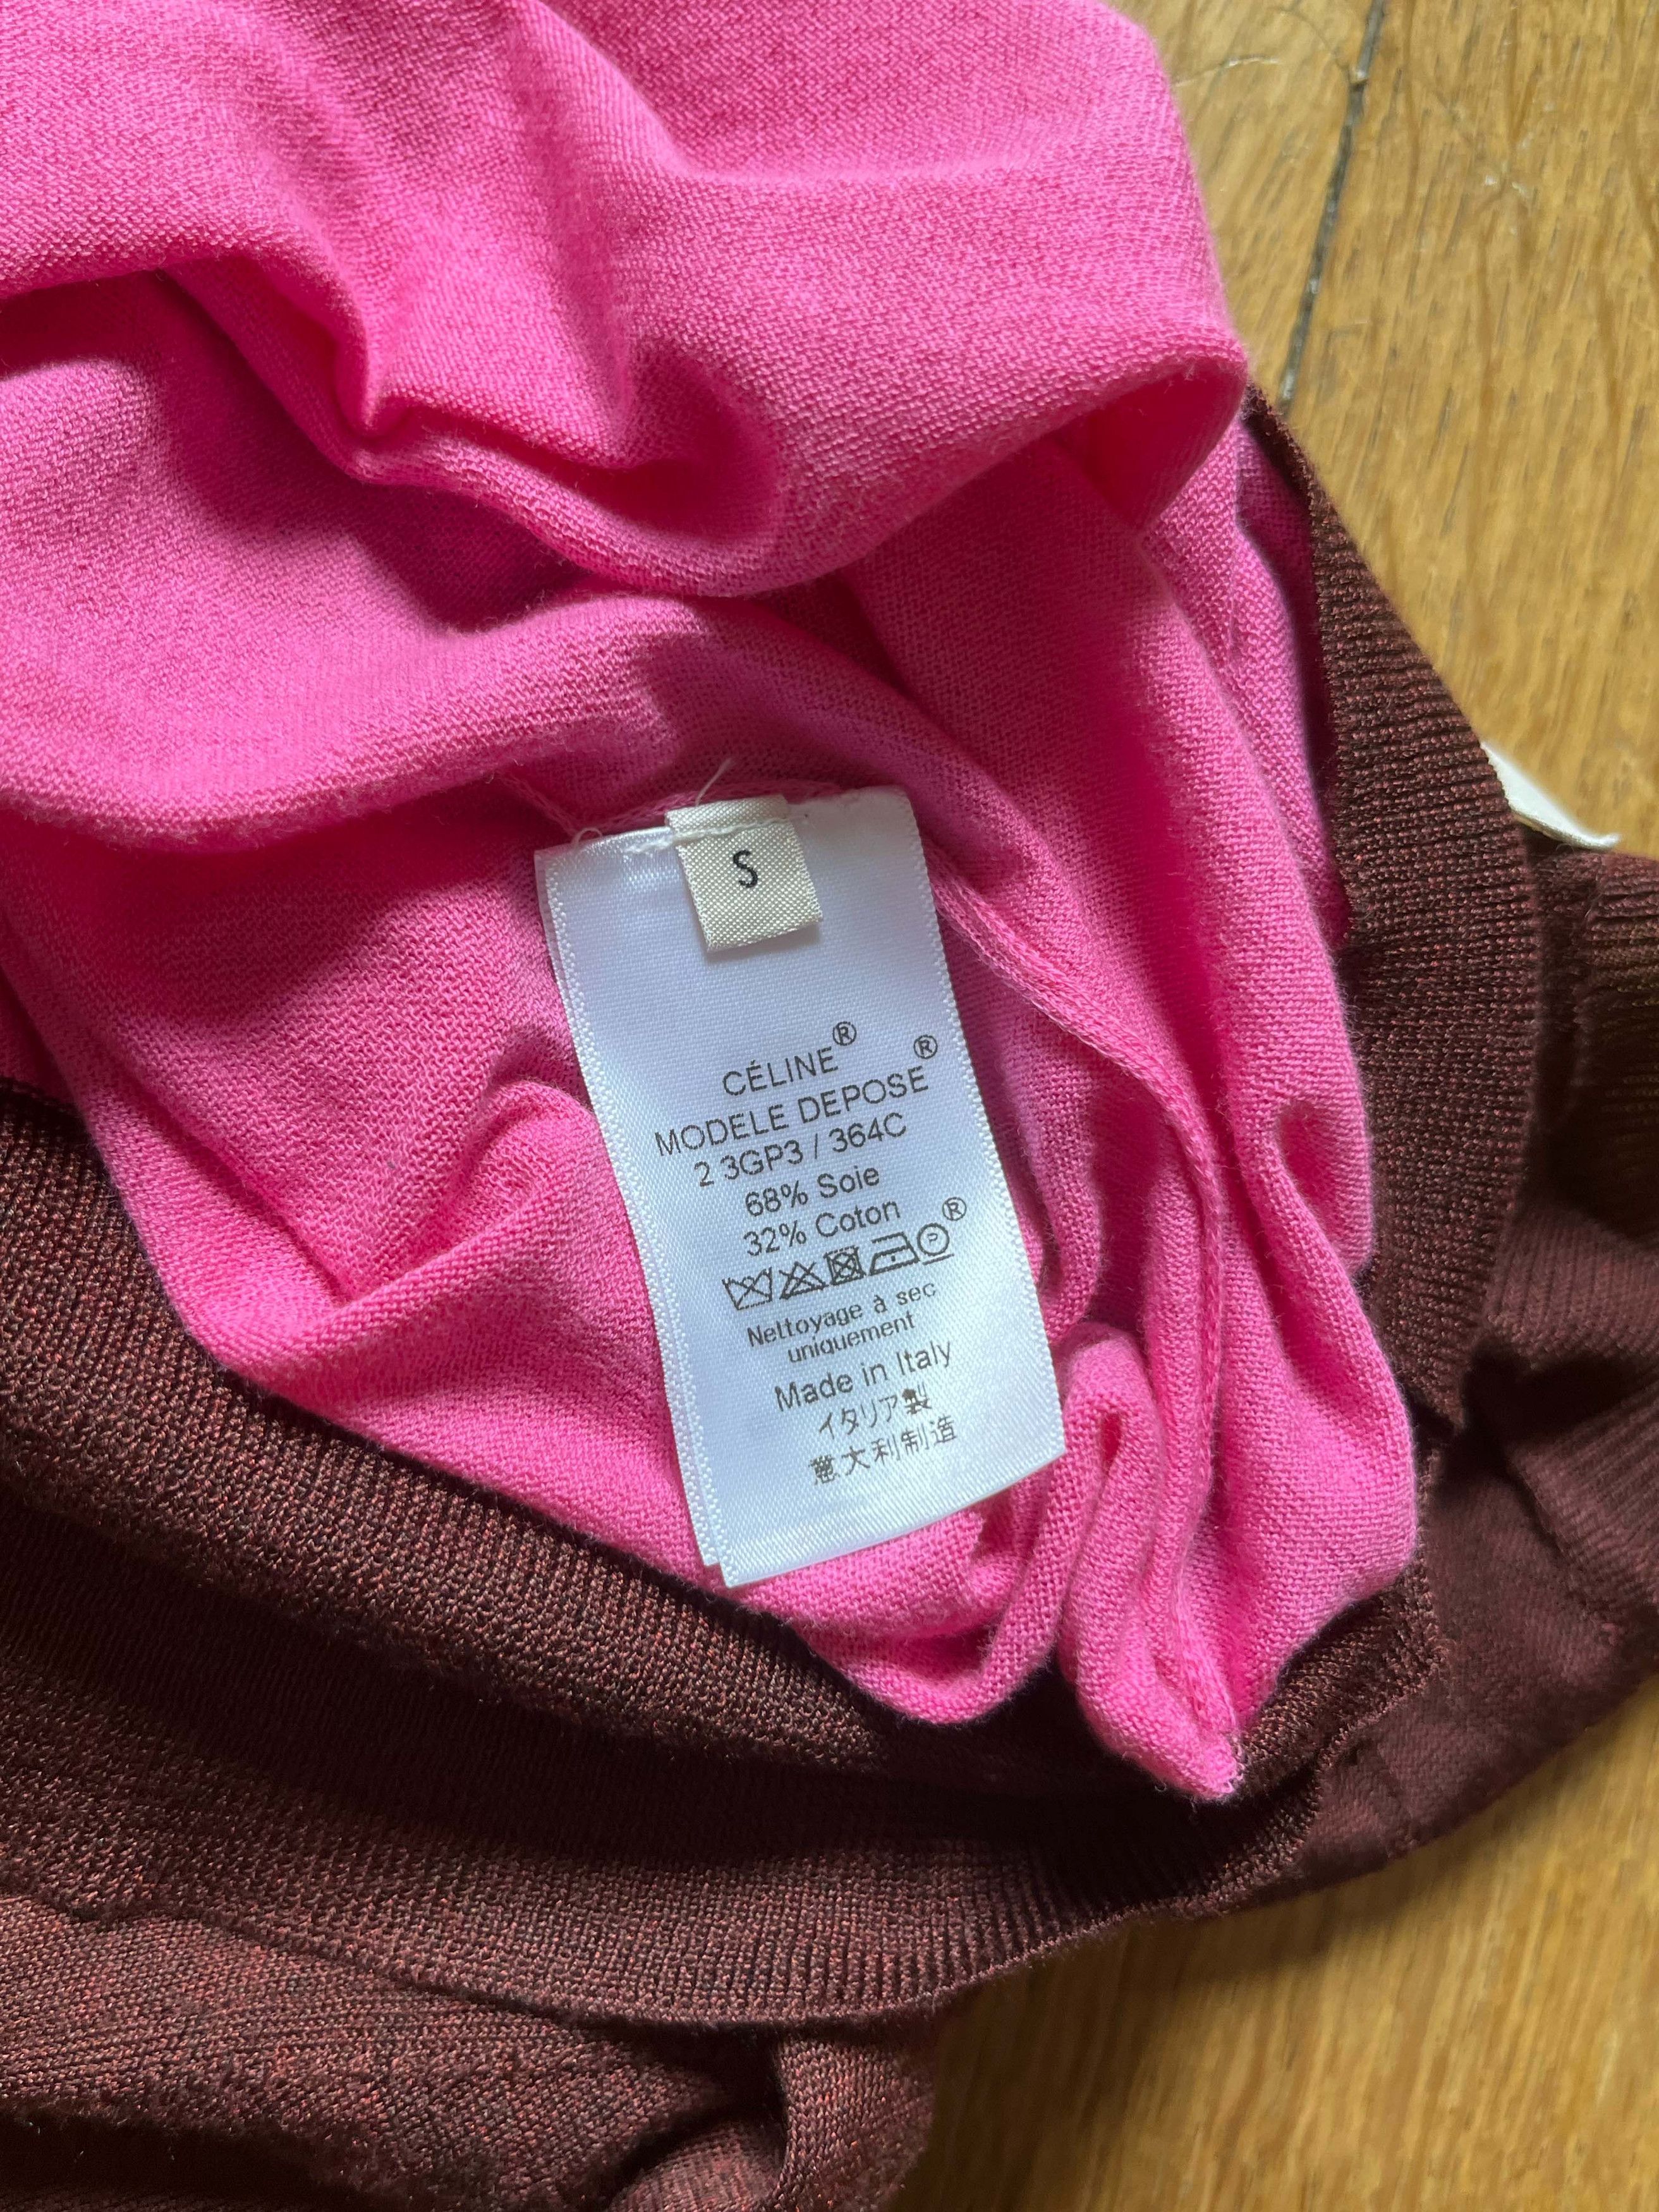 S
CÉLINE®
MODELE DEPOSE®
2 3GP3 / 364C
68% Soie
32% Coton
P ®
Nettoyage à sec
uniquement
Made in Italy
イタリア製
意大利制造